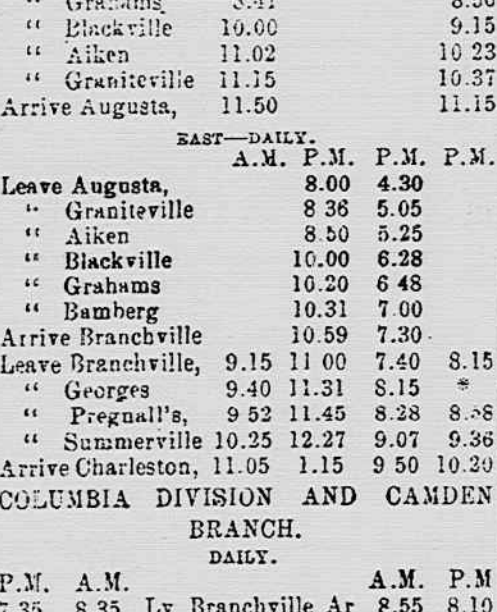 “ Grahams
“ Blackville 10.00 9.15
“ Aiken 11.02 10 23
“ Graniteville 11.15 10.37
Arrive Augusta, 11.50 11.15
EAST—DAILY.
A.M. P.M. P.M. P.M.
Leave Augusta, 8.00 4.30
“ Graniteville 8 36 5.05
“ Aiken 8.50 5.25
“ Blackville 10.00 6.28
“ Grahams 10.20 6 48
“ Bamberg 10.31 7.00
Arrive Branchville 10.59 7.30
Leave Branchville, 9.15 11 00 7.40 8.15
“ Georges 9.40 11.31 8.15 *
“ Pregnall's, 9 52 11.45 8.28
“ Summerville 10.25 12.27 9.07 9.36
Arrive Charleston, 11.05 1.15 9 50 10.20
COLUMBIA DIVISION AND CAMDEN
BRANCH.
DAILY.
P.M. A.M. A.M. P.M
7.35 8.35 Lv Branchville Ar 8.55 8.10